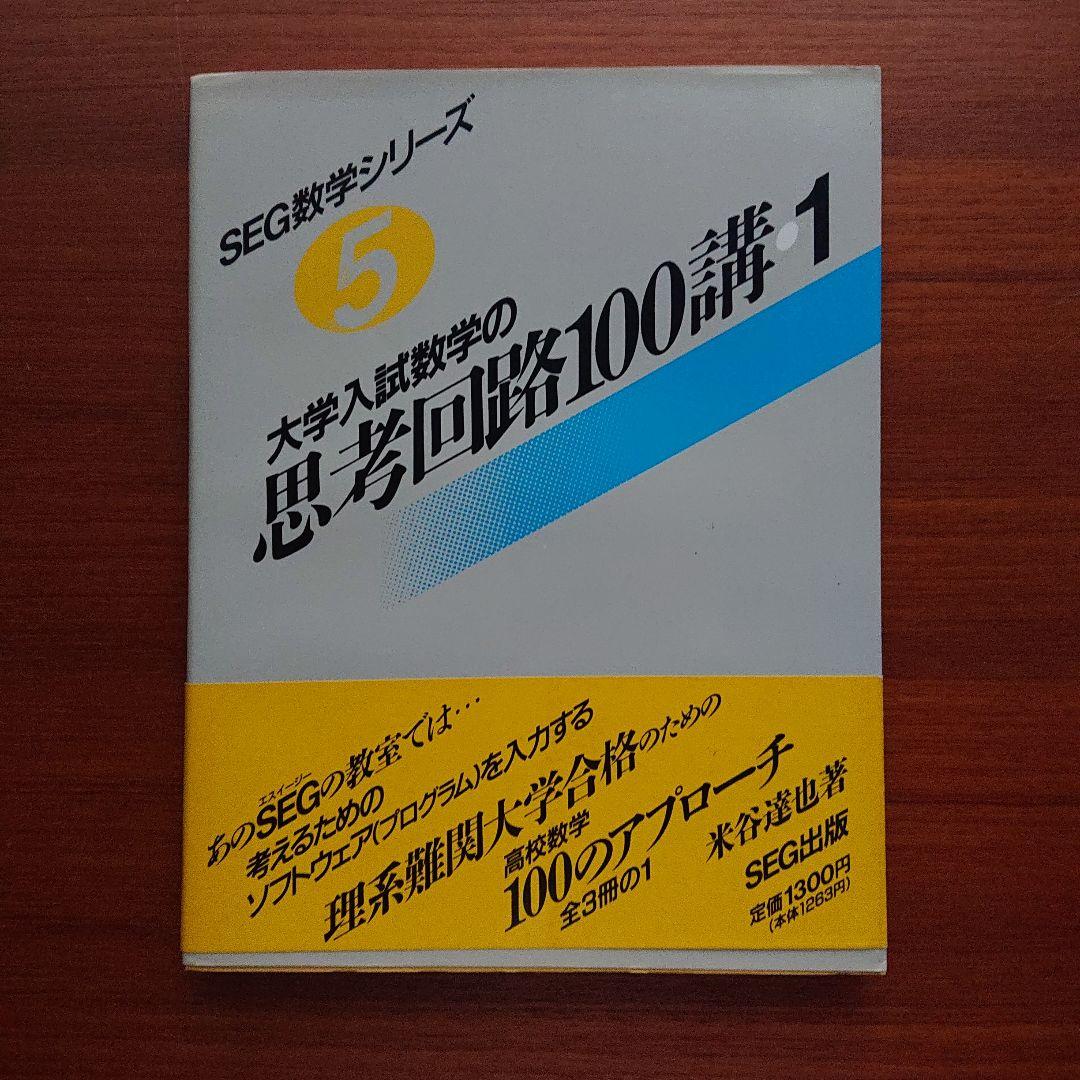 SEG数学シリーズ
5
大学入試数学の
思考回路100講・1
あのSEGの教室では…
エスイージー
考えるための
ソフトウェア(プログラム)を入力する
理系難関大学合格のための
高校数学
100のアプローチ
全3冊の1
米谷達也著
SEG出版
定価1300円
(本体1263円)